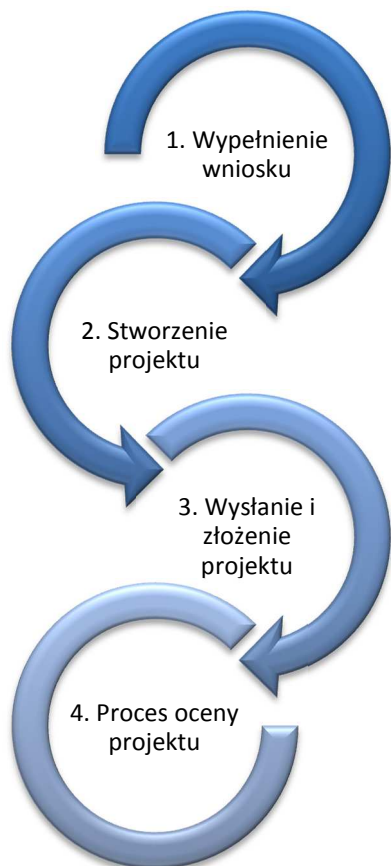 1. Wypełnienie
wniosku
2. Stworzenie
projektu
3. Wysłanie i
złożenie
projektu
4. Proces oceny
projektu